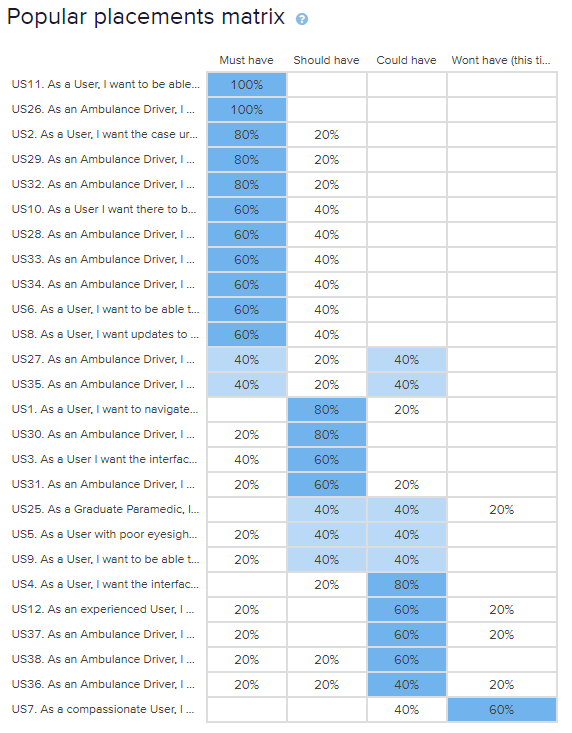 Popular placements matrix ?
Must have Should have Could have Wont have (this ti...
US11. As a User, I want to be able... 100%
US26. As an Ambulance Driver, I ... 100%
US2. As a User, I want the case ur... 80% 20%
US29. As an Ambulance Driver, I ... 80% 20%
US32. As an Ambulance Driver, I ... 80% 20%
US10. As a User I want there to b... 60% 40%
US28. As an Ambulance Driver, I ... 60% 40%
US33. As an Ambulance Driver, I ... 60% 40%
US34. As an Ambulance Driver, I ... 60% 40%
US6. As a User, I want to be able t... 60% 40%
US8. As a User, I want updates to ... 60% 40%
US27. As an Ambulance Driver, I ... 40% 20% 40%
US35. As an Ambulance Driver, I ... 40% 20% 40%
US1. As a User, I want to navigate... 80% 20%
US30. As an Ambulance Driver, I ... 20% 80%
US3. As a User I want the interfac... 40% 60%
US31. As an Ambulance Driver, I ... 20% 60% 20%
US25. As a Graduate Paramedic, I... 40% 40% 20%
US5. As a User with poor eyesigh... 20% 40% 40%
US9. As a User, I want to be able t... 20% 40% 40%
US4. As a User, I want the interfac... 20% 80%
US12. As an experienced User, I ... 20% 60% 20%
US37. As an Ambulance Driver, I ... 20% 60% 20%
US38. As an Ambulance Driver, I ... 20% 20% 60%
US36. As an Ambulance Driver, I ... 20% 20% 40% 20%
US7. As a compassionate User, I ... 40% 60%